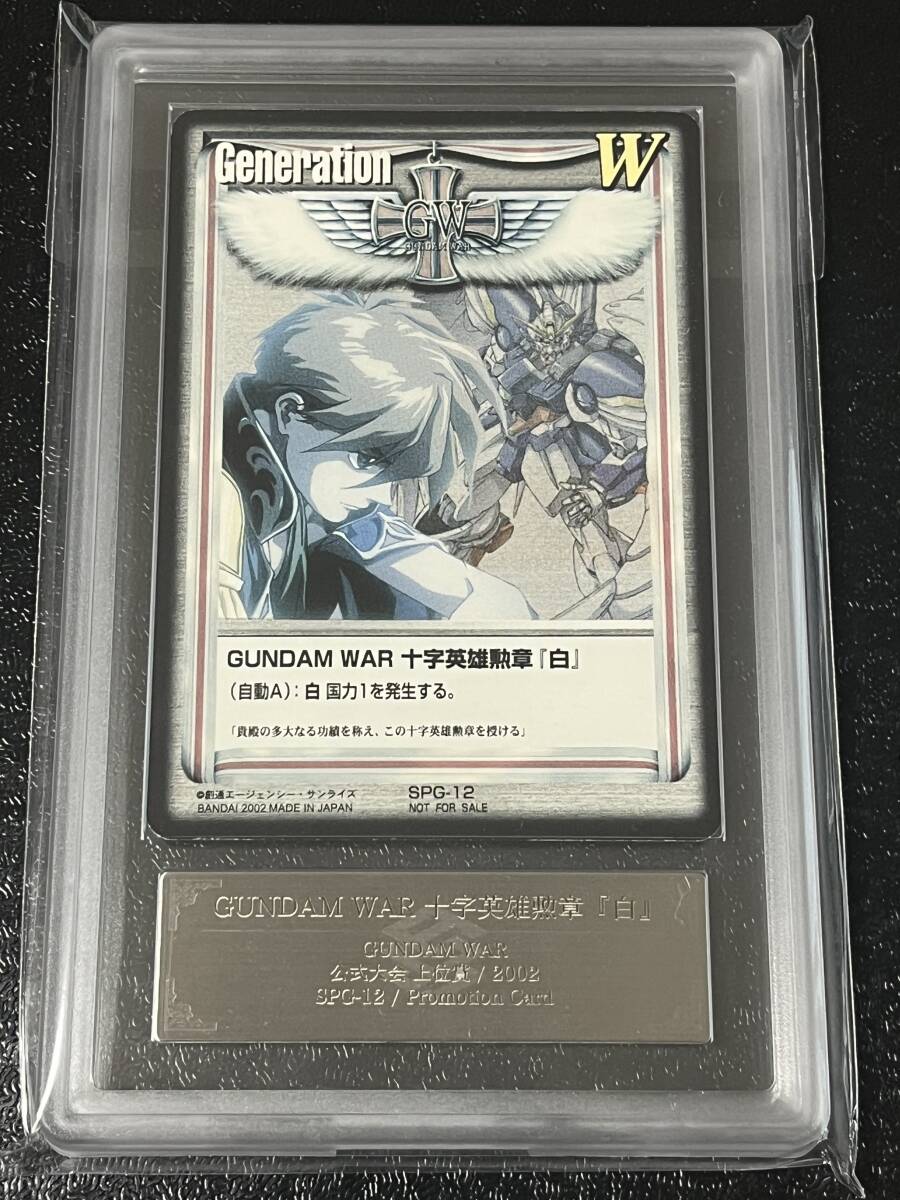 Generation
W
GW
GUNDAM WAR
GUNDAM WAR 十字英雄勲章『白』
（自動A）：白 国力1を発生する。
「貴殿の多大なる功績を称え、この十字英雄勲章を授ける」
©創通エージェンシー・サンライズ
BANDAI 2002 MADE IN JAPAN
SPG-12
NOT FOR SALE
GUNDAM WAR 十字英雄勲章『白』
GUNDAM WAR
公式大会 上位賞 / 2002
SPG-12 / Promotion Card